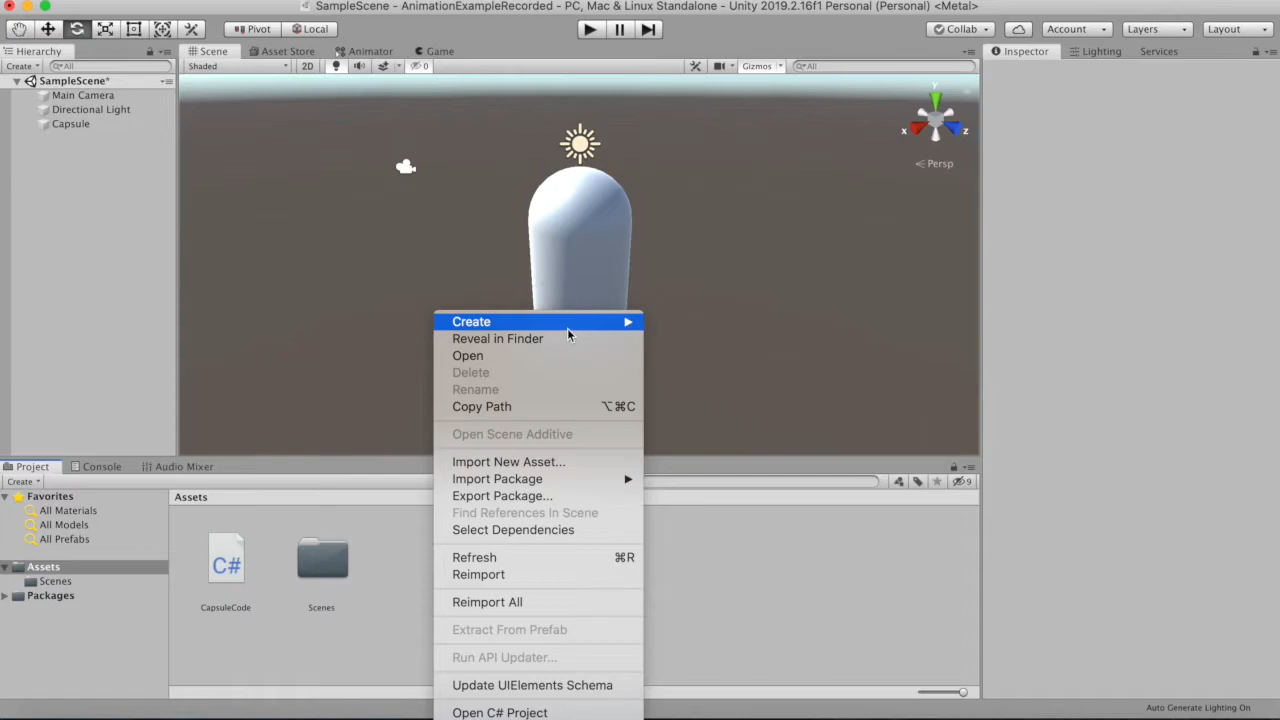 SampleScene - AnimationExampleRecorded - PC, Mac & Linux Standalone - Unity 2019.2.16f1 Personal (Personal) <Metal>
Pivot Local Collab Account Layers Layout
Hierarchy Scene Asset Store Animator Game Inspector Lighting Services
Create All Shaded 2D 0 Gizmos All
SampleScene*
Main Camera
Directional Light
Capsule
y
x z
Persp
Create
Reveal in Finder
Open
Delete
Rename
Copy Path ⌥⌘C
Open Scene Additive
Import New Asset...
Import Package
Export Package...
Find References In Scene
Select Dependencies
Refresh ⌘R
Reimport
Reimport All
Extract From Prefab
Run API Updater...
Update UIElements Schema
Open C# Project
Project Console Audio Mixer
Create 9
Favorites
All Materials
All Models
All Prefabs
Assets
Scenes
Packages
Assets
C#
CapsuleCode Scenes
Auto Generate Lighting On